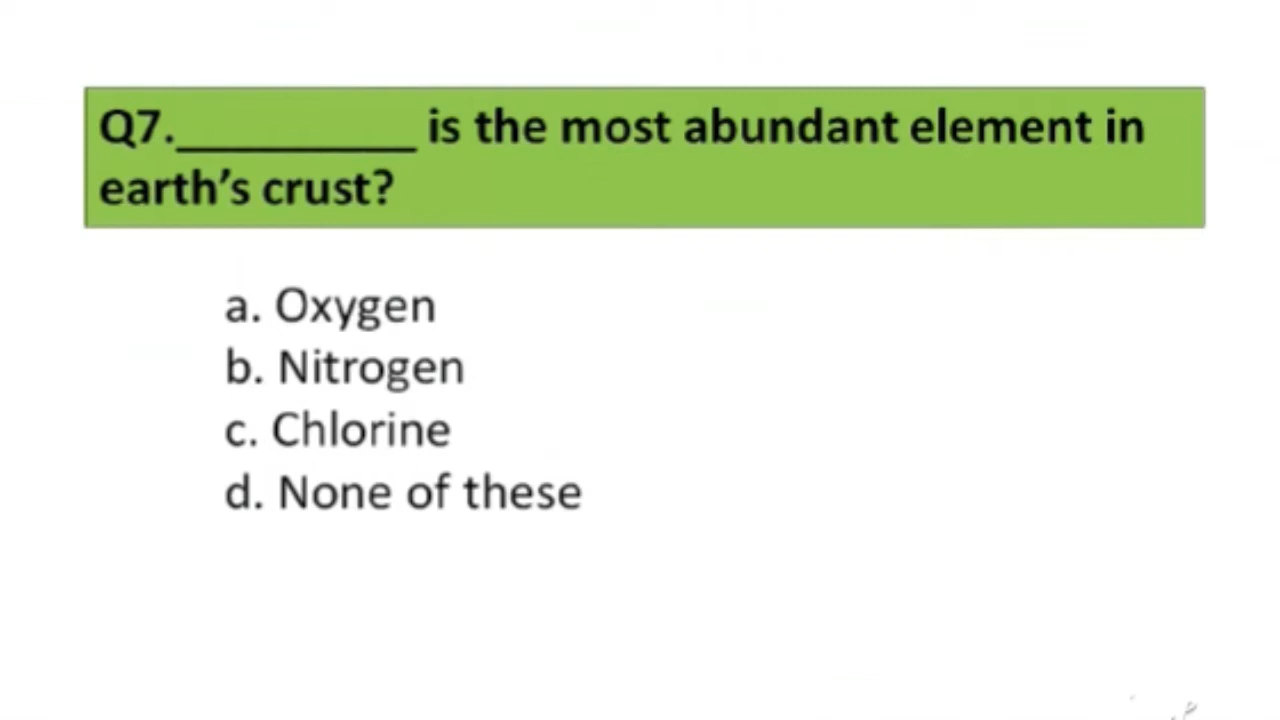 Q7.__________ is the most abundant element in
earth's crust?
a. Oxygen
b. Nitrogen
c. Chlorine
d. None of these